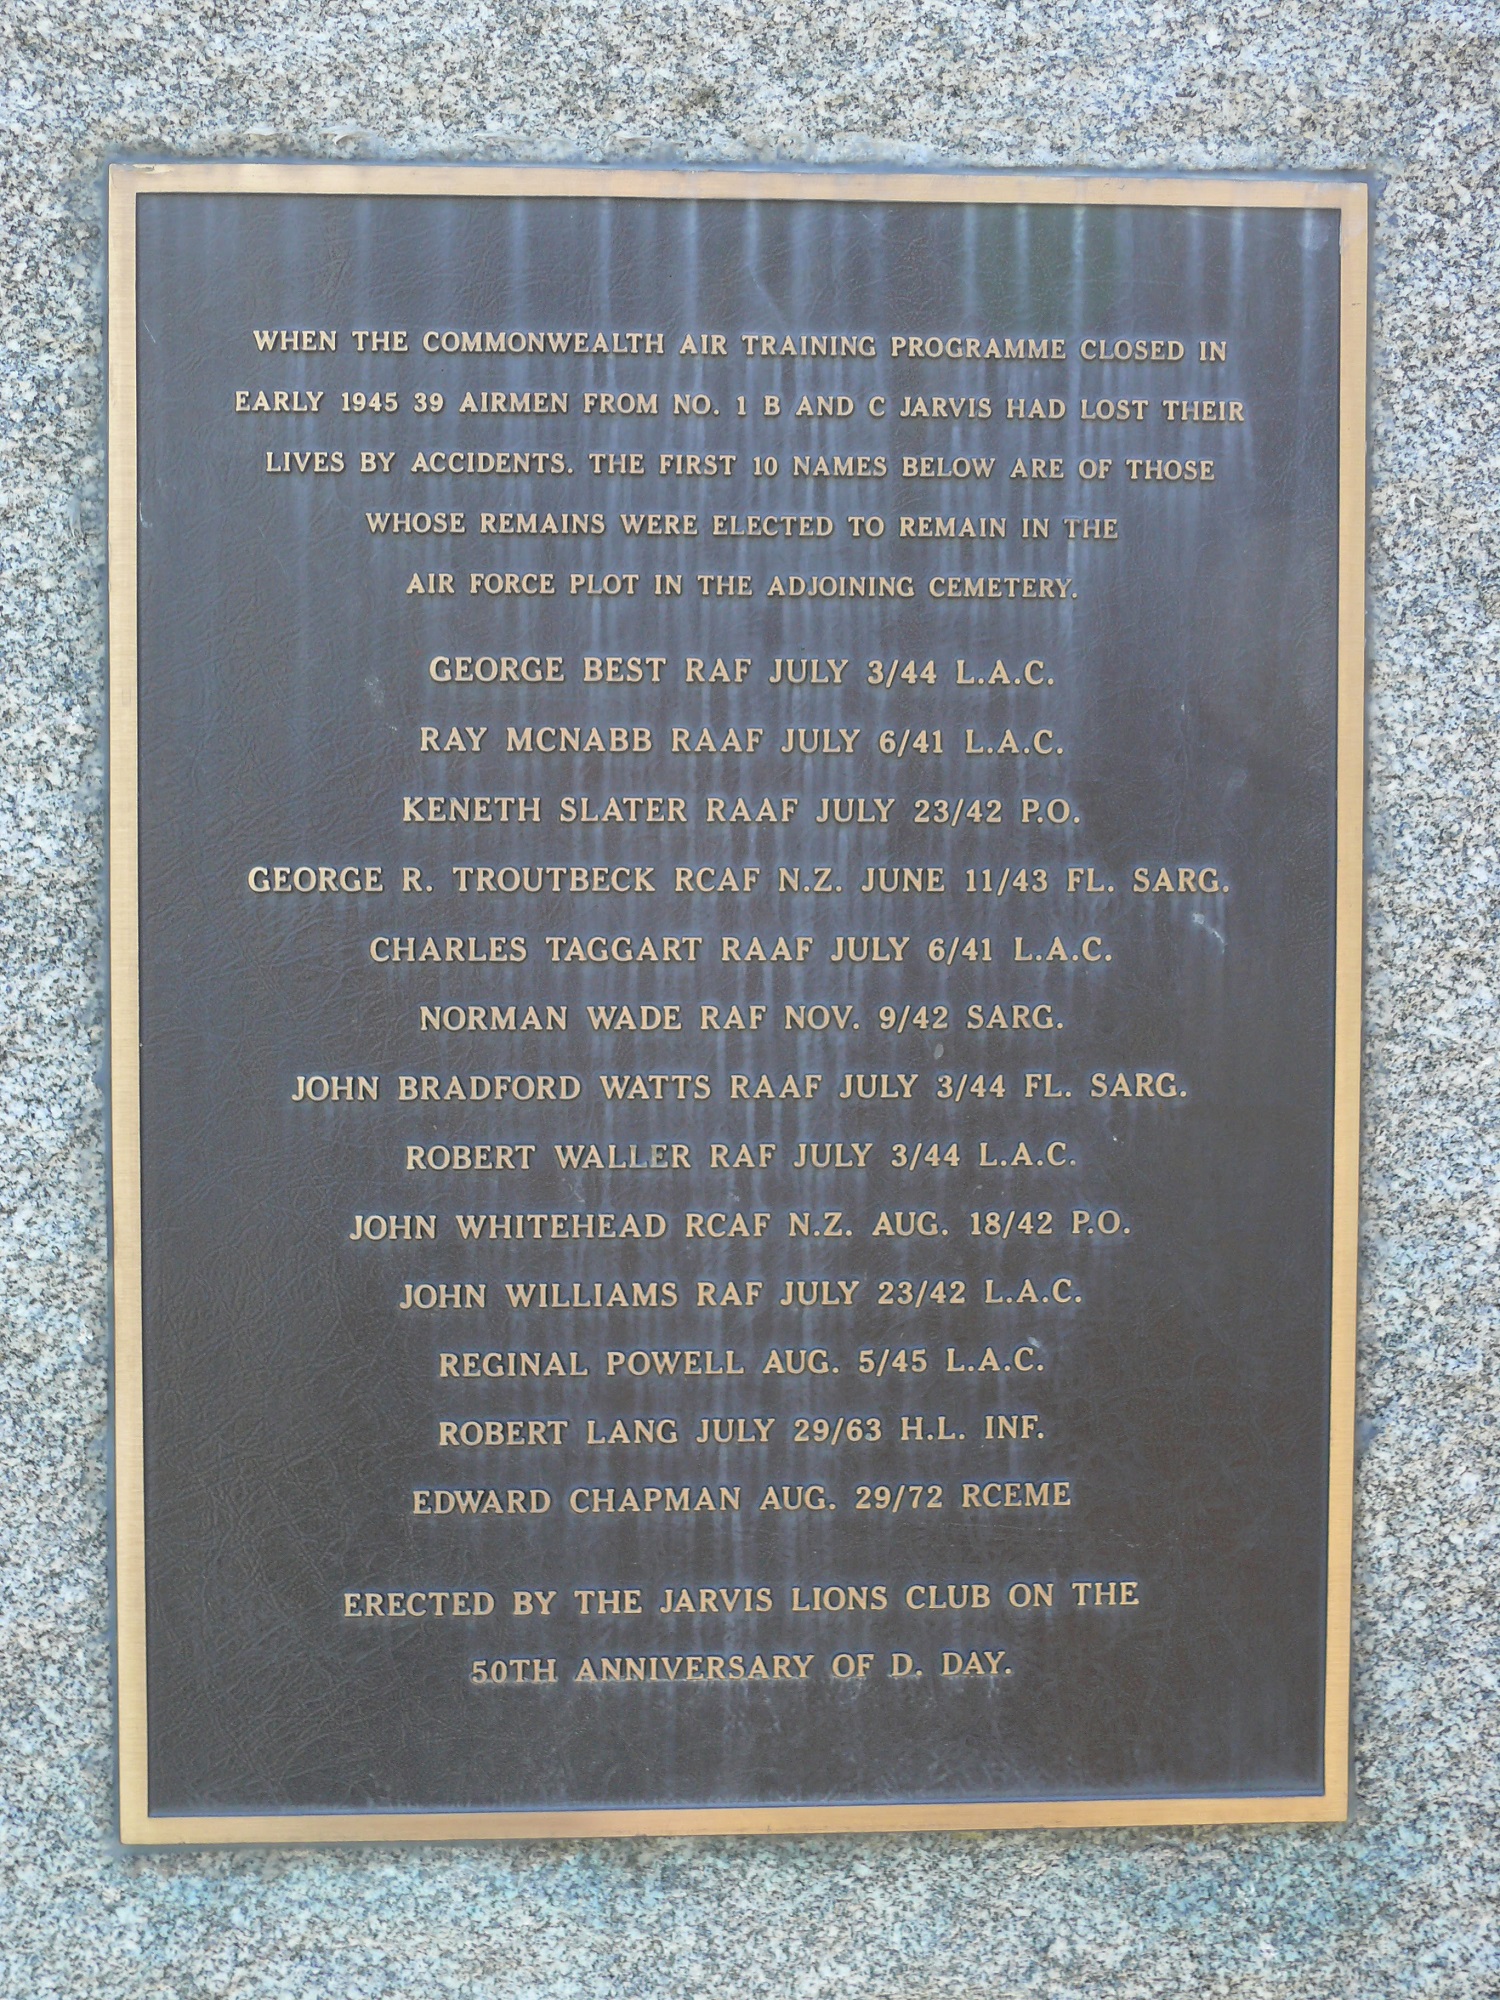 WHEN THE COMMONWEALTH AIR TRAINING PROGRAMME CLOSED IN
EARLY 1945 39 AIRMEN FROM NO. 1 B AND C JARVIS HAD LOST THEIR
LIVES BY ACCIDENTS. THE FIRST 10 NAMES BELOW ARE OF THOSE
WHOSE REMAINS WERE ELECTED TO REMAIN IN THE
AIR FORCE PLOT IN THE ADJOINING CEMETERY.
GEORGE BEST RAF JULY 3/44 L.A.C.
RAY MCNABB RAAF JULY 6/41 L.A.C.
KENETH SLATER RAAF JULY 23/42 P.O.
GEORGE R. TROUTBECK RCAF N.Z. JUNE 11/43 FL. SARG.
CHARLES TAGGART RAAF JULY 6/41 L.A.C.
NORMAN WADE RAF NOV. 9/42 SARG.
JOHN BRADFORD WATTS RAAF JULY 3/44 FL. SARG.
ROBERT WALLER RAF JULY 3/44 L.A.C.
JOHN WHITEHEAD RCAF N.Z. AUG. 18/42 P.O.
JOHN WILLIAMS RAF JULY 23/42 L.A.C.
REGINAL POWELL AUG. 5/45 L.A.C.
ROBERT LANG JULY 29/63 H.L. INF.
EDWARD CHAPMAN AUG. 29/72 RCEME
ERECTED BY THE JARVIS LIONS CLUB ON THE
50TH ANNIVERSARY OF D. DAY.